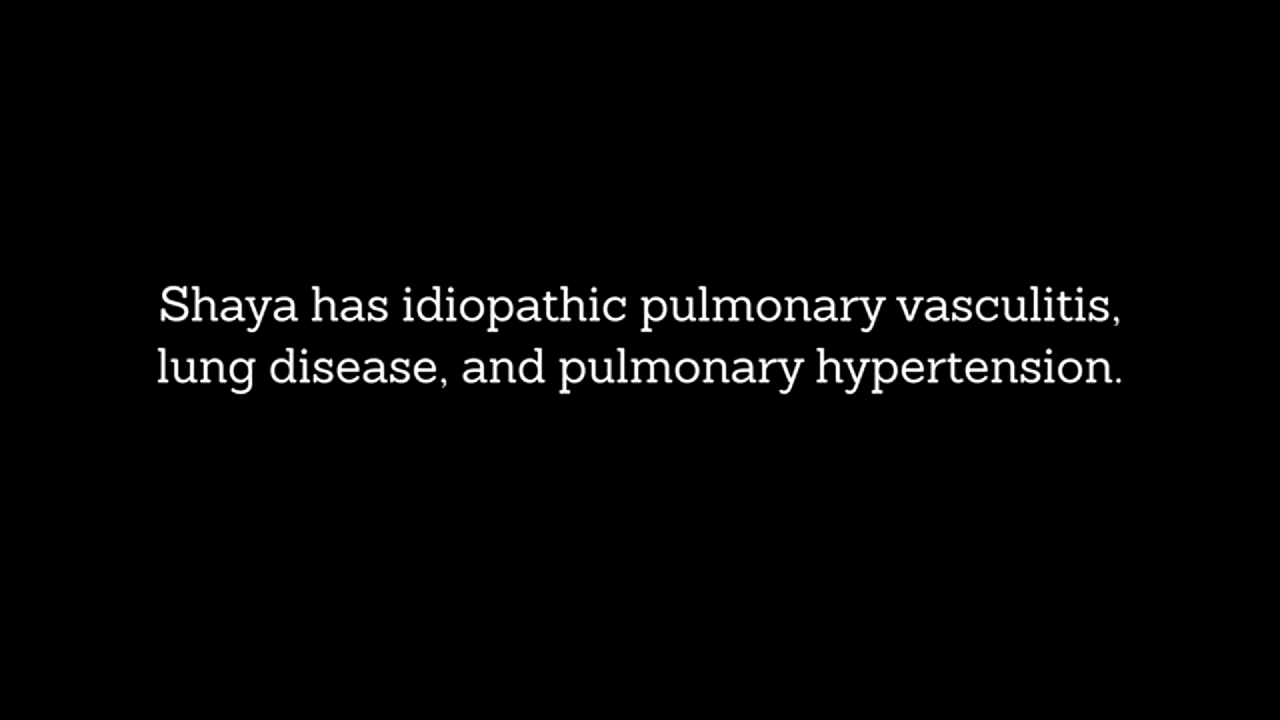 Shaya has idiopathic pulmonary vasculitis,
lung disease, and pulmonary hypertension.